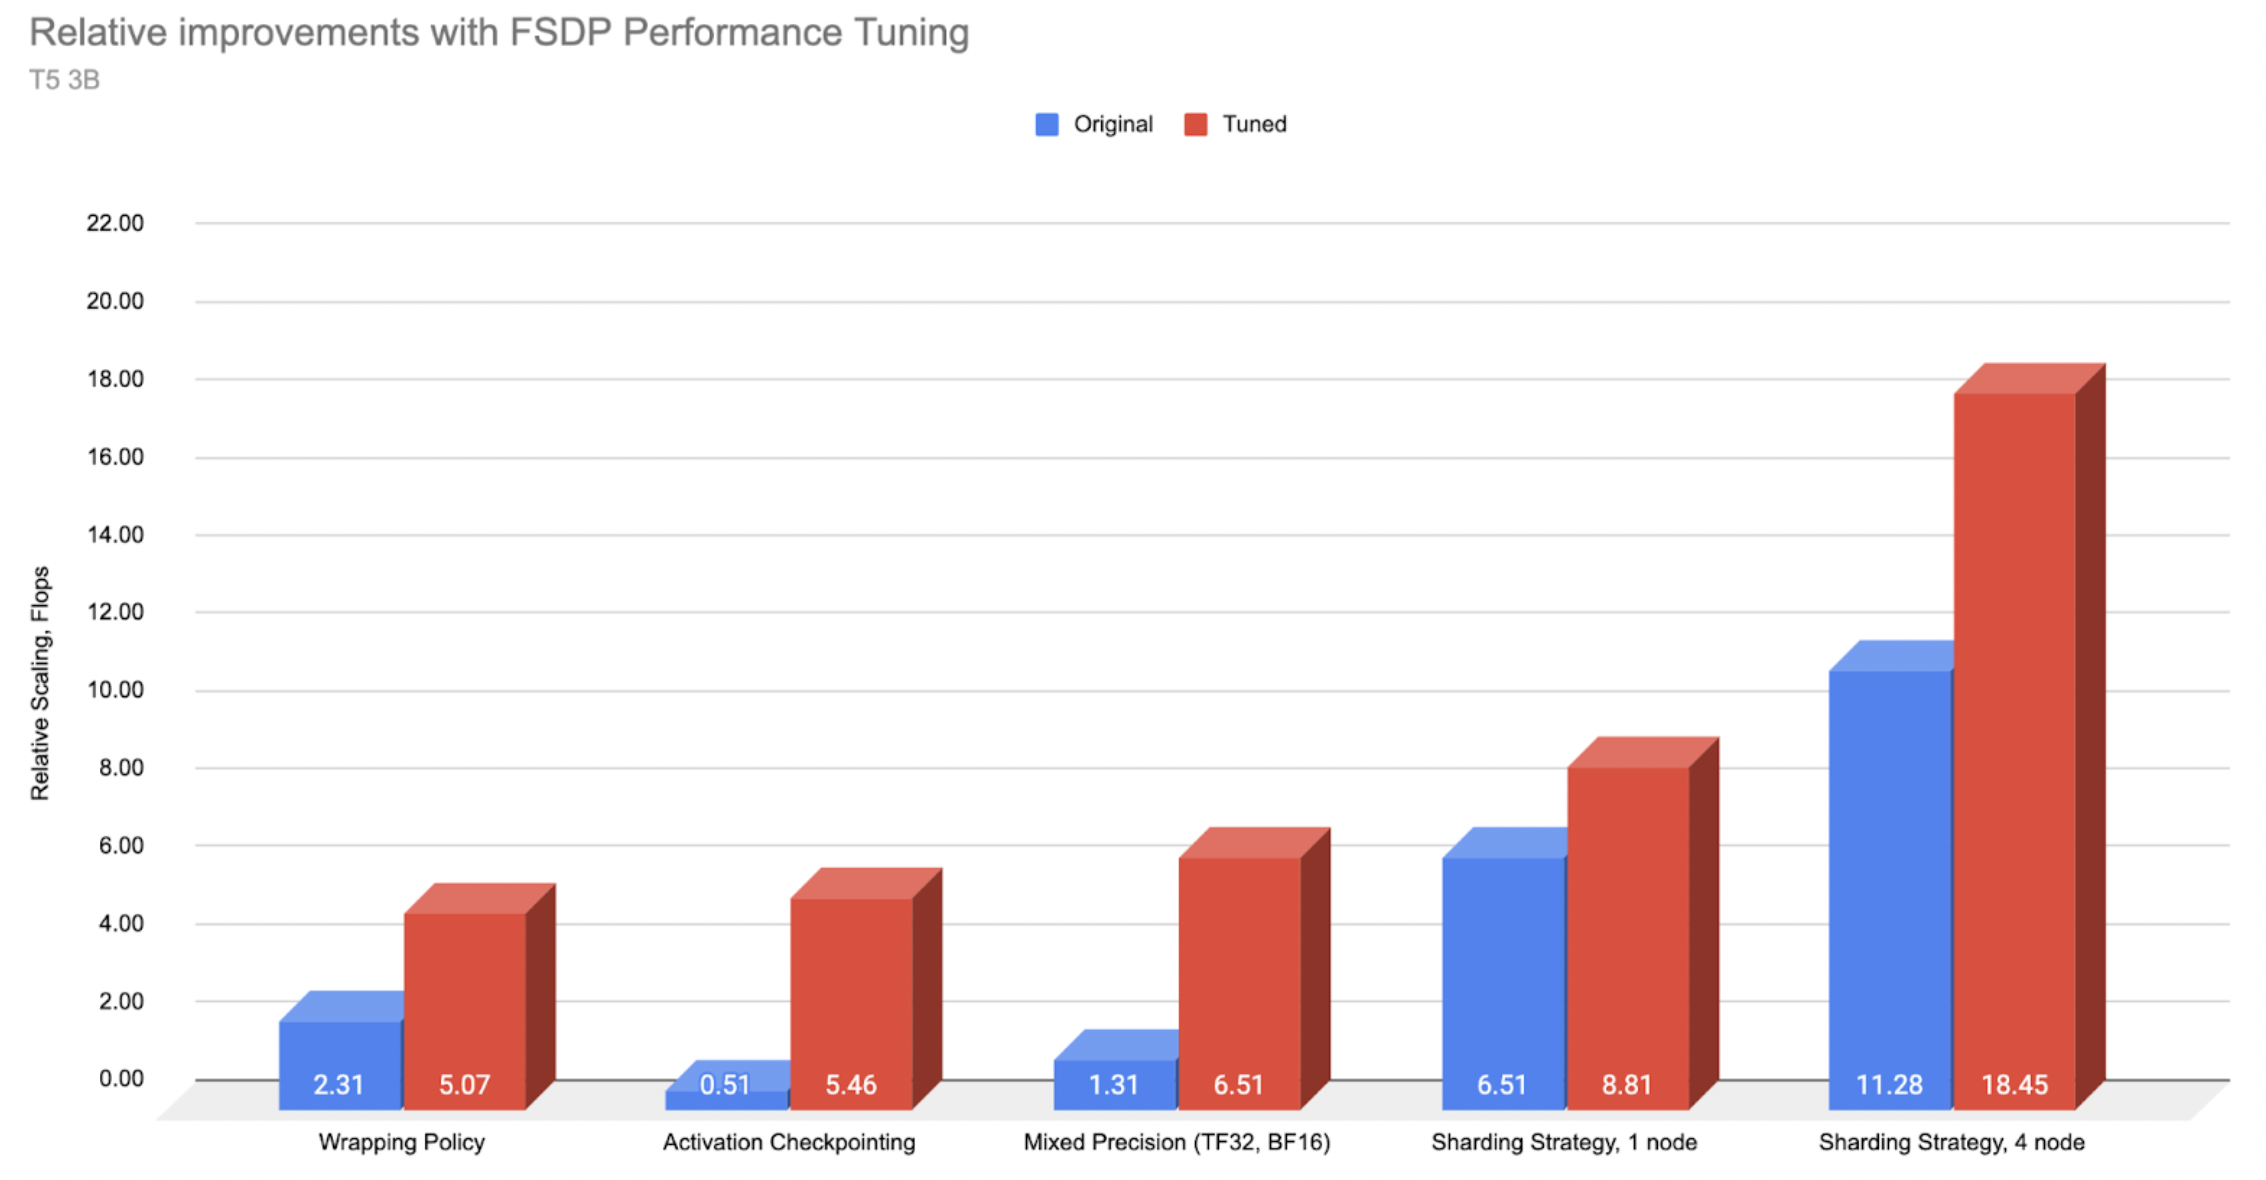 Relative improvements with FSDP Performance Tuning
T5 3B
Original Tuned
Relative Scaling, Flops
22.00
20.00
18.00
16.00
14.00
12.00
10.00
8.00
6.00
4.00
2.00
0.00
2.31 5.07 0.51 5.46 1.31 6.51 6.51 8.81 11.28 18.45
Wrapping Policy Activation Checkpointing Mixed Precision (TF32, BF16) Sharding Strategy, 1 node Sharding Strategy, 4 node